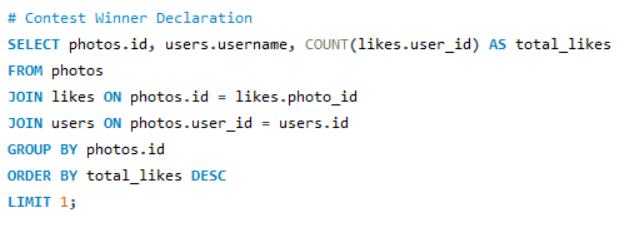 # Contest Winner Declaration
SELECT photos.id, users.username, COUNT(likes.user_id) AS total_likes
FROM photos
JOIN likes ON photos.id = likes.photo_id
JOIN users ON photos.user_id = users.id
GROUP BY photos.id
ORDER BY total_likes DESC
LIMIT 1;